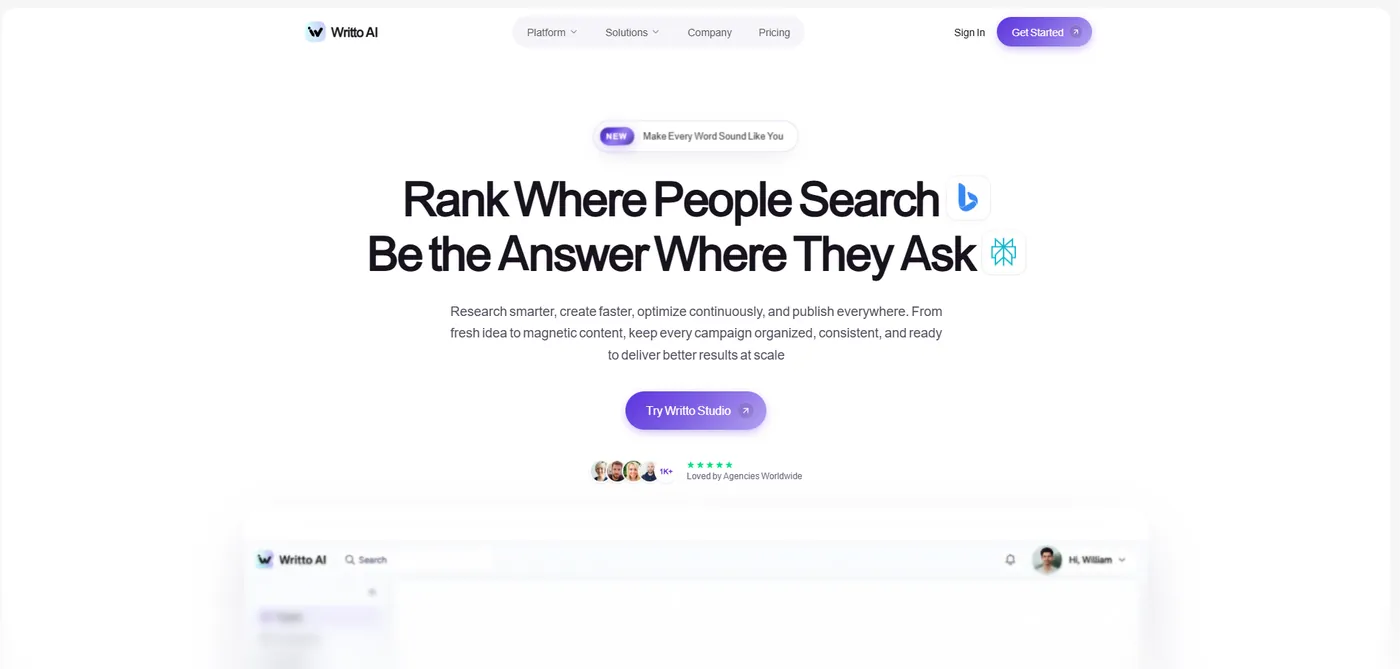 Writto AI
Platform
Solutions
Company
Pricing
Sign In
Get Started
NEW Make Every Word Sound Like You
Rank Where People Search
Be the Answer Where They Ask
Research smarter, create faster, optimize continuously, and publish everywhere. From
fresh idea to magnetic content, keep every campaign organized, consistent, and ready
to deliver better results at scale
Try Writto Studio
1K+
Loved by Agencies Worldwide
Writto AI
Search
Hi, William